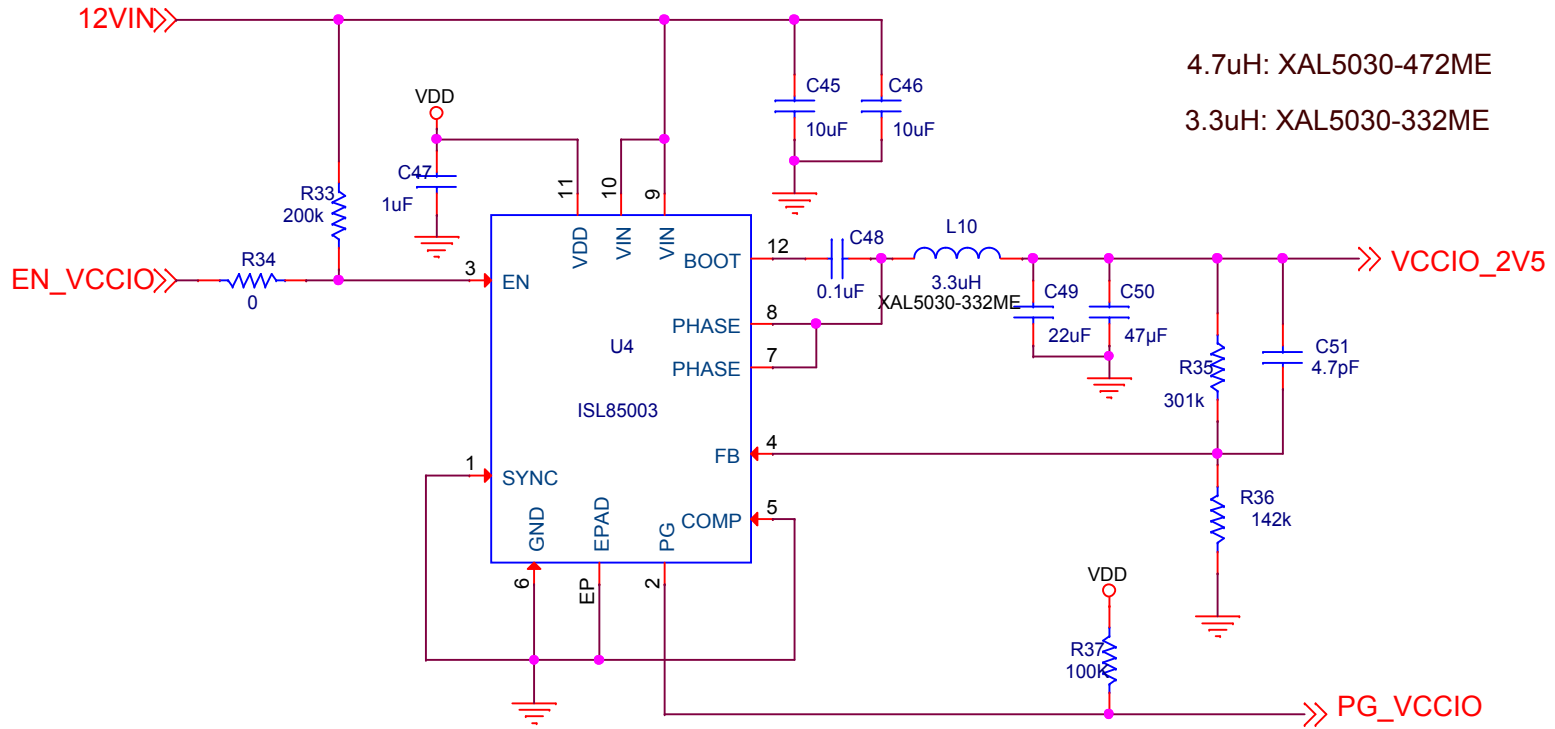 12VIN
4.7uH: XAL5030-472ME
3.3uH: XAL5030-332ME
C45
10uF
C46
10uF
VDD
C47
1uF
R33
200k
11
10
9
VDD
VIN
VIN
EN_VCCIO
R34
0
3
EN
BOOT
12
C48
0.1uF
L10
3.3uH
XAL5030-332ME
VCCIO_2V5
C49
22uF
C50
47µF
PHASE
8
PHASE
7
U4
ISL85003
R35
301k
C51
4.7pF
FB
4
1
SYNC
COMP
5
R36
142k
GND
EPAD
PG
6
EP
2
VDD
R37
100K
PG_VCCIO